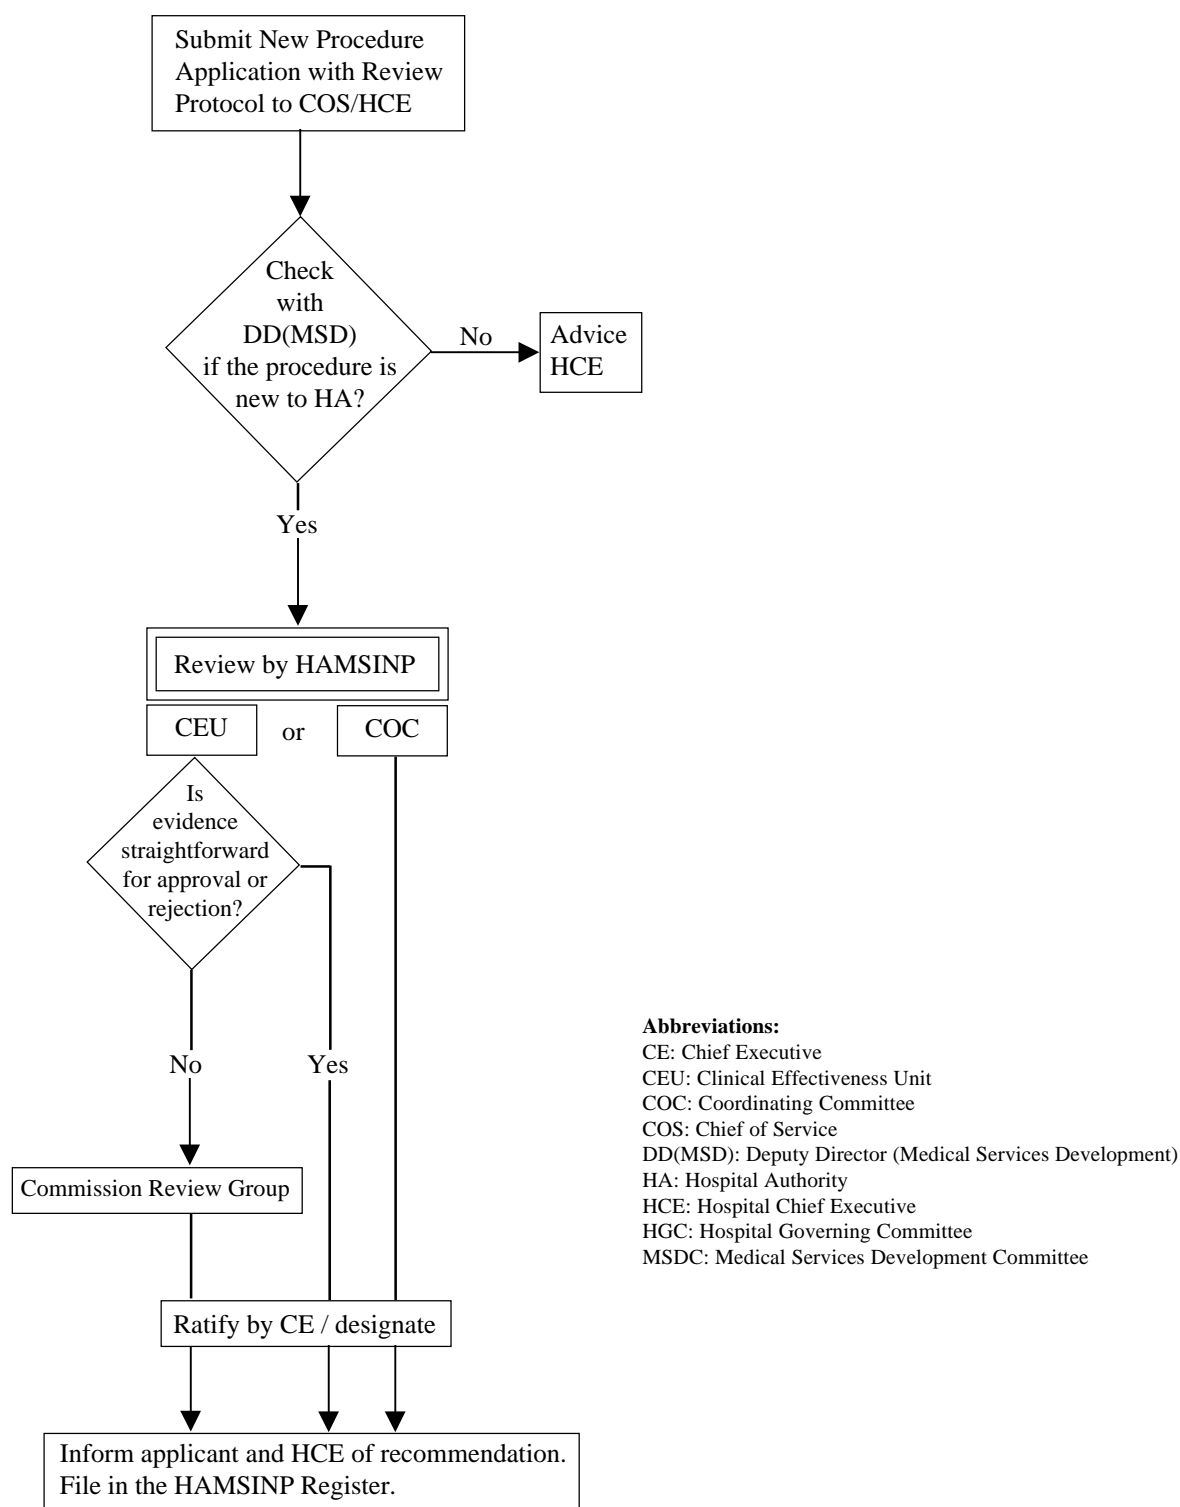 Submit New Procedure
Application with Review
Protocol to COS/HCE
Check
with
DD(MSD)
if the procedure is
new to HA?
No
Advice
HCE
Yes
Review by HAMSINP
CEU
or
COC
Is
evidence
straightforward
for approval or
rejection?
No
Yes
Commission Review Group
Ratify by CE / designate
Inform applicant and HCE of recommendation.
File in the HAMSINP Register.
Abbreviations:
CE: Chief Executive
CEU: Clinical Effectiveness Unit
COC: Coordinating Committee
COS: Chief of Service
DD(MSD): Deputy Director (Medical Services Development)
HA: Hospital Authority
HCE: Hospital Chief Executive
HGC: Hospital Governing Committee
MSDC: Medical Services Development Committee